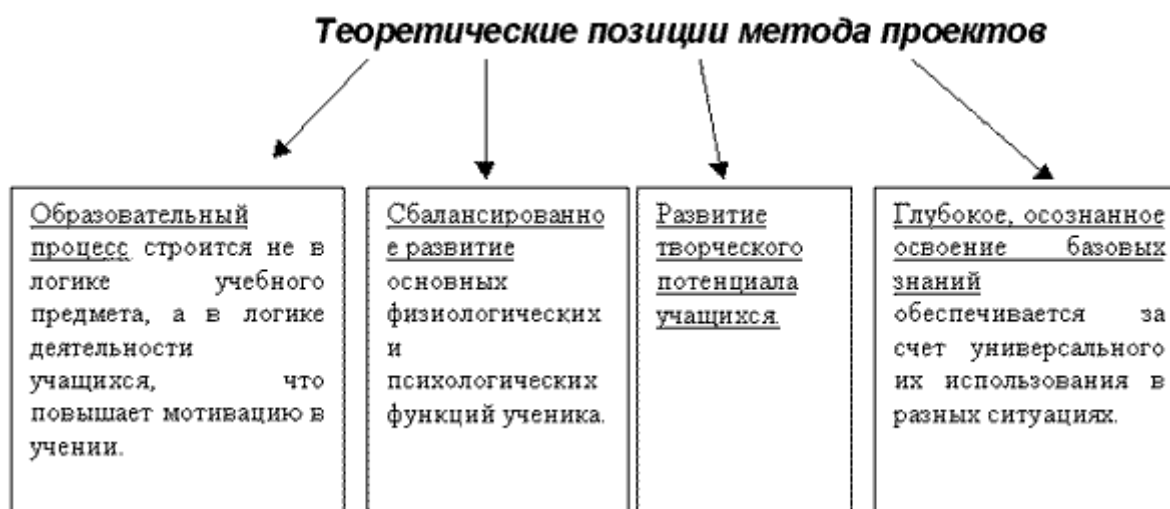 Теоретические позиции метода проектов
Образовательный
процесс строится не в
логике учебного
предмета, а в логике
деятельности
учащихся, что
повышает мотивацию в
учении.
Сбалансированно
е развитие
основных
физиологических
и
психологических
функций ученика.
Развитие
творческого
потенциала
учащихся.
Глубокое, осознанное
освоение базовых
знаний
обеспечивается за
счет универсального
их использования в
разных ситуациях.